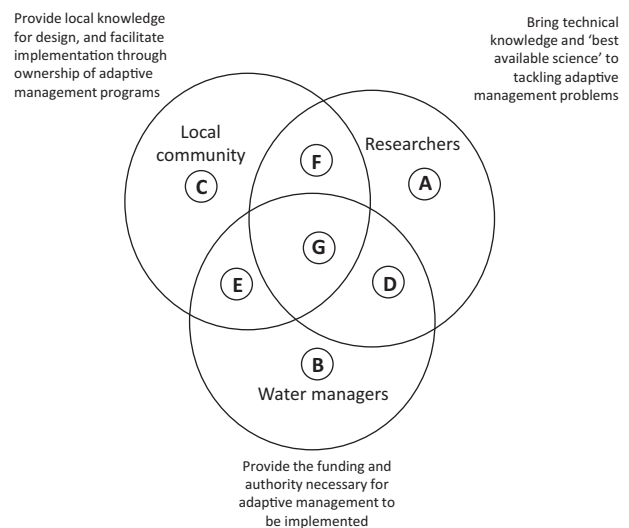 Provide local knowledge
for design, and facilitate
implementation through
ownership of adaptive
management programs
Bring technical
knowledge and ‘best
available science’ to
tackling adaptive
management problems
Local
community
C
F
Researchers
A
G
E
D
B
Water managers
Provide the funding and
authority necessary for
adaptive management to
be implemented